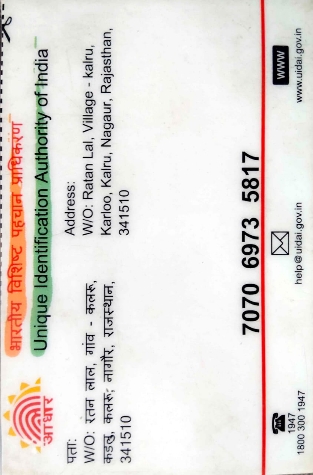 भारतीय विशिष्ट पहचान प्राधिकरण
Unique Identification Authority of India
आधार
पता:
W/O: रतन लाल, गांव - कलरू,
कड़लू, कलरू, नागौर, राजस्थान,
341510
Address:
W/O: Ratan Lal, Village - kalru,
Karloo, Kalru, Nagaur, Rajasthan,
341510
7070 6973 5817
1947
1800 300 1947
help@uidai.gov.in
www
www.uidai.gov.in